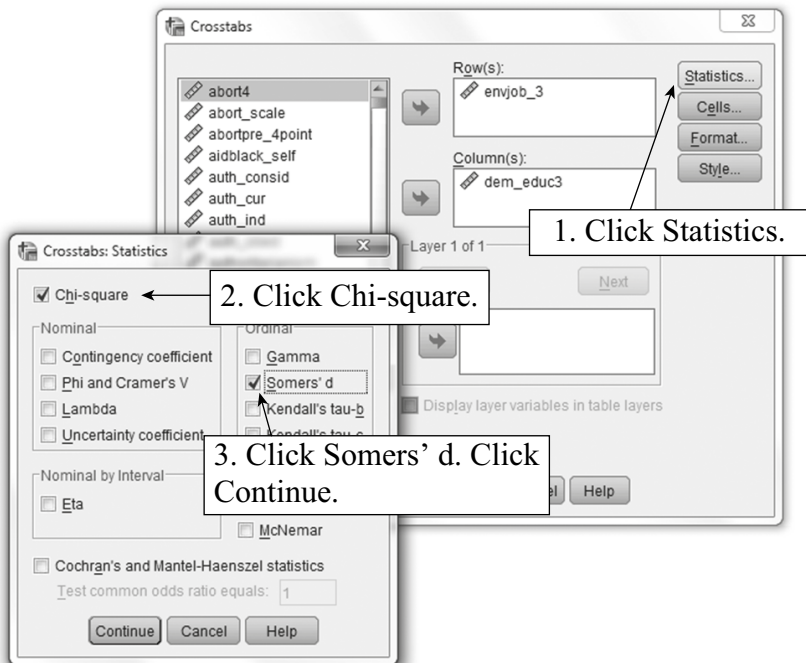 Crosstabs
Row(s):
abort4
abort_scale
abortpre_4point
aidblack_self
auth_consid
auth_cur
auth_ind
envjob_3
Column(s):
dem_educ3
Statistics...
Cells...
Format...
Style...
1. Click Statistics.
Layer 1 of 1
Next
Display layer variables in table layers
Help
Crosstabs: Statistics
Chi-square
2. Click Chi-square.
Nominal
Ordinal
Contingency coefficient
Gamma
Phi and Cramer's V
Somers' d
Lambda
Kendall's tau-b
Uncertainty coefficient
Kendall's tau-c
3. Click Somers’ d. Click
Continue.
Nominal by Interval
Eta
McNemar
Cochran's and Mantel-Haenszel statistics
Test common odds ratio equals: 1
Continue Cancel Help